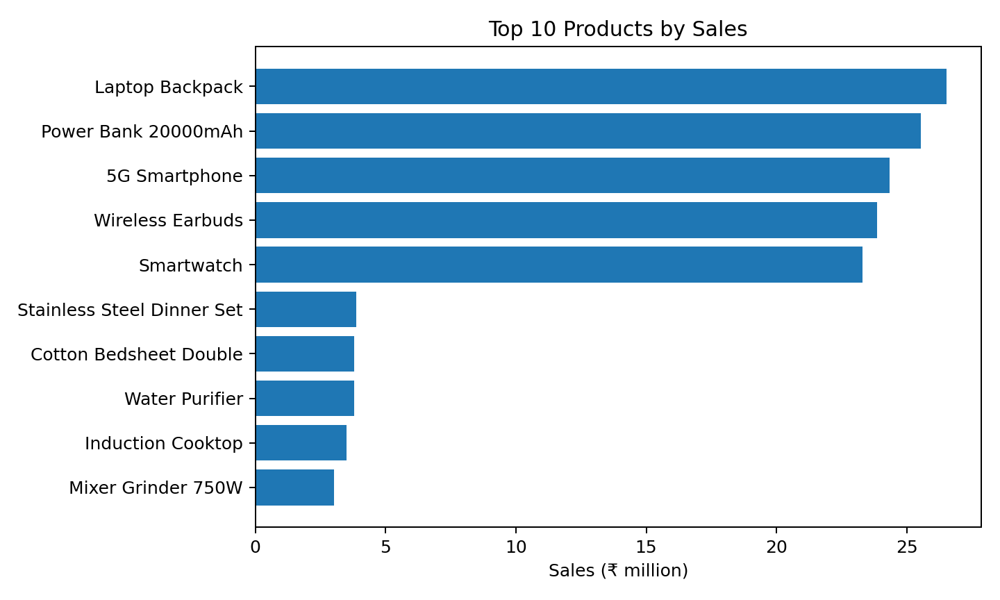 Top 10 Products by Sales
Laptop Backpack
Power Bank 20000mAh
5G Smartphone
Wireless Earbuds
Smartwatch
Stainless Steel Dinner Set
Cotton Bedsheet Double
Water Purifier
Induction Cooktop
Mixer Grinder 750W
0 5 10 15 20 25
Sales (₹ million)